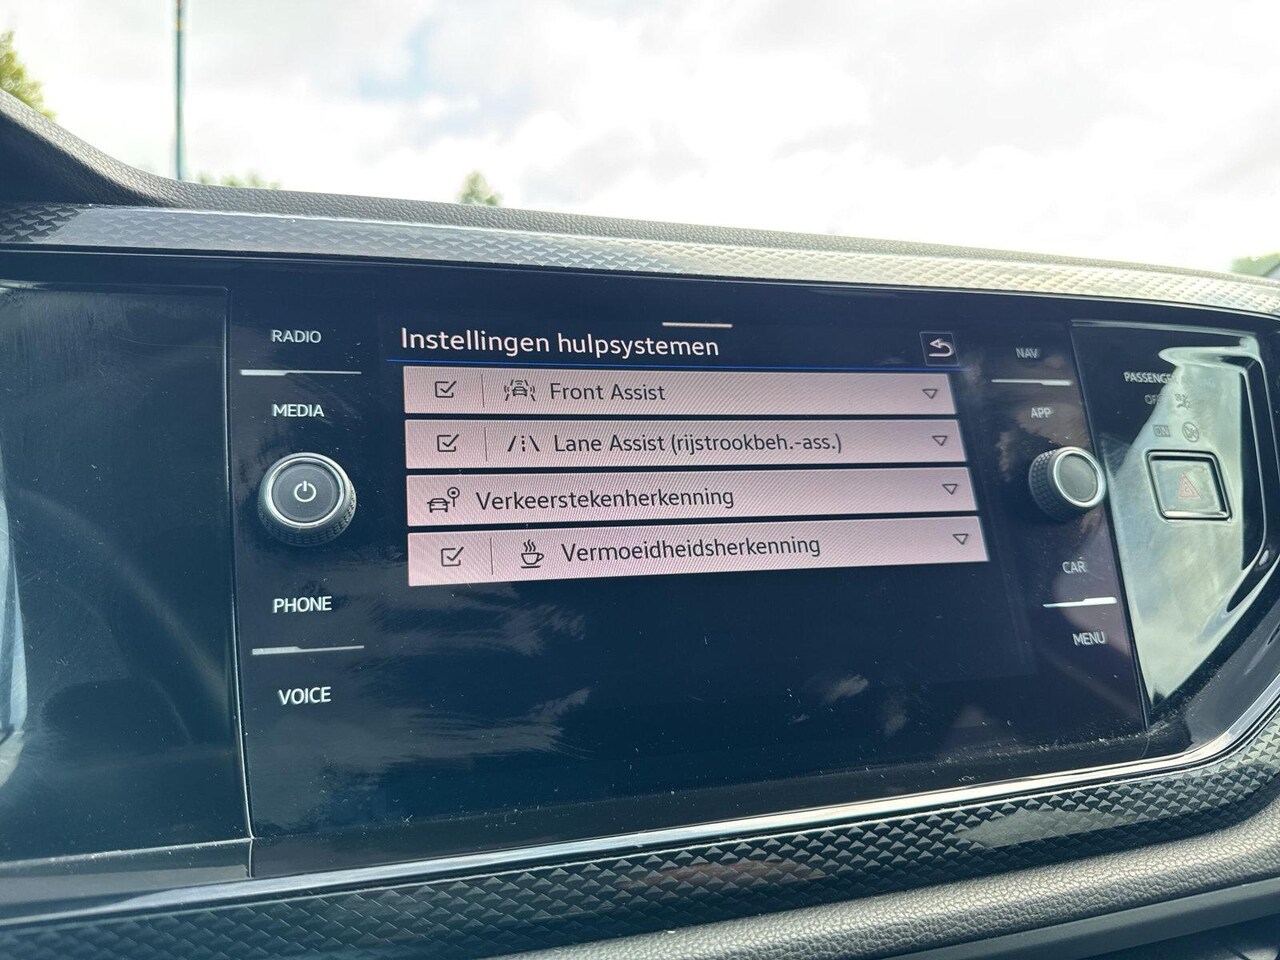 RADIO
MEDIA
PHONE
VOICE
Instellingen hulpsystemen
Front Assist
Lane Assist (rijstrookbeh.-ass.)
Verkeerstekenherkenning
Vermoeidheidsherkenning
NAV
APP
CAR
MENU